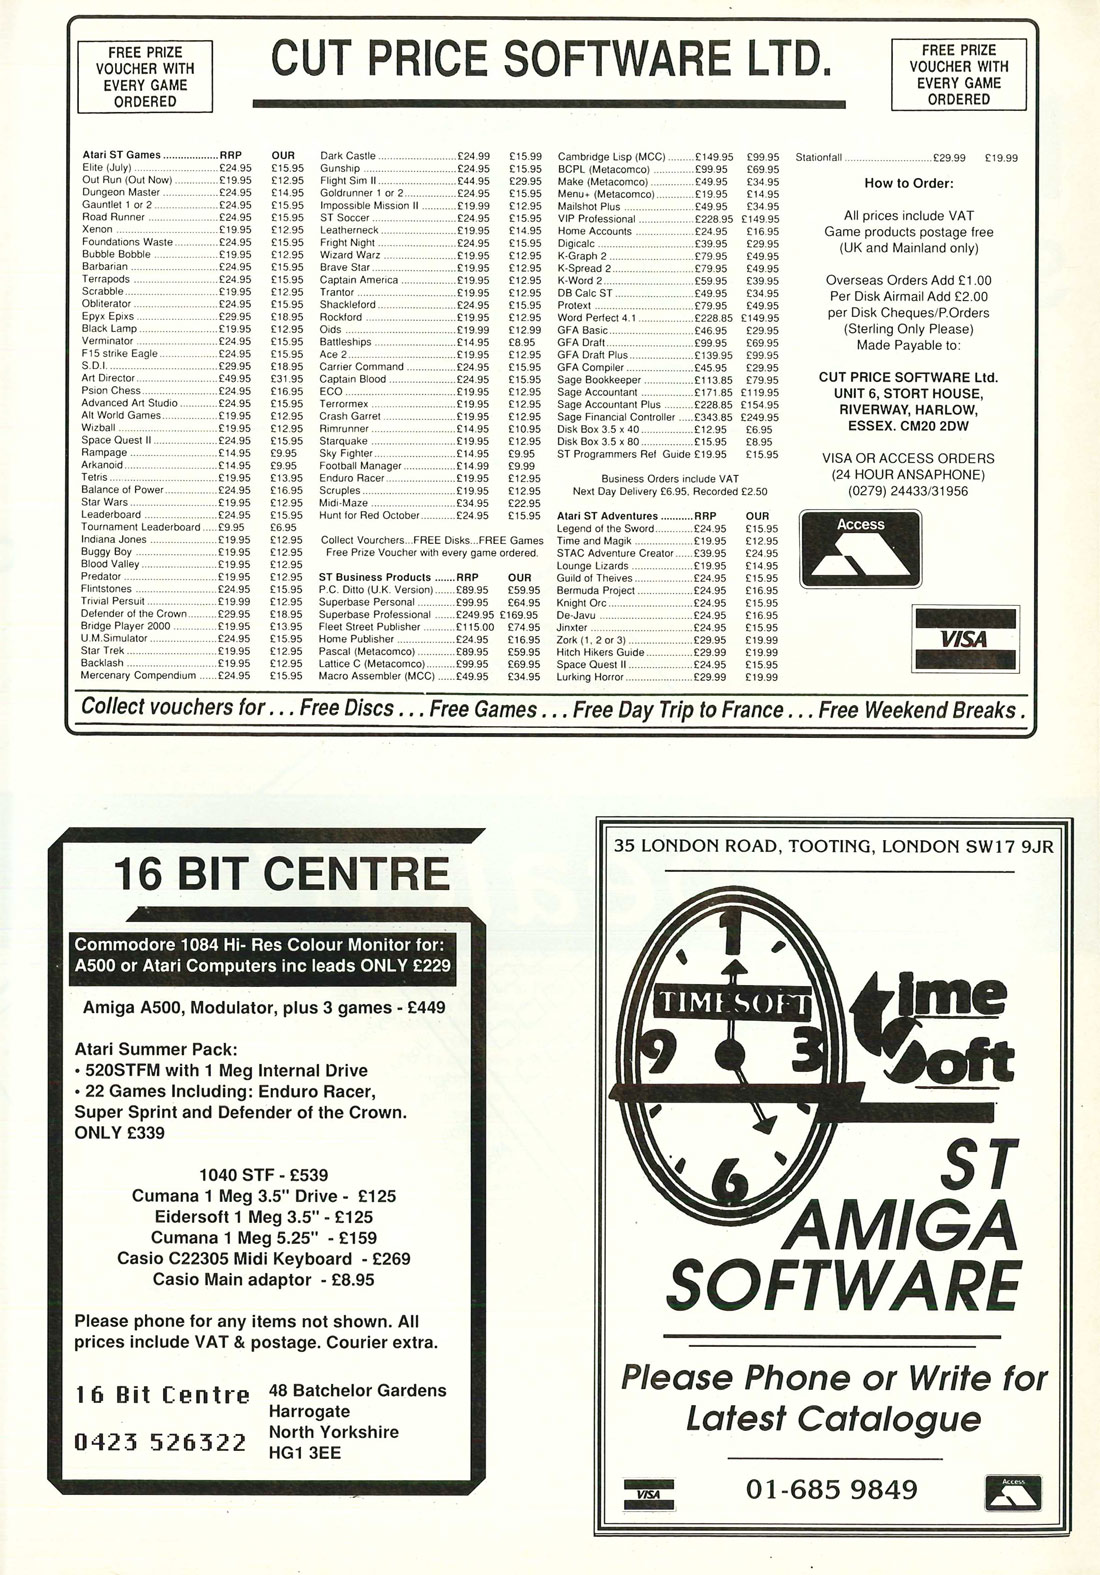 FREE PRIZE
VOUCHER WITH
EVERY GAME
ORDERED
CUT PRICE SOFTWARE LTD.
FREE PRIZE
VOUCHER WITH
EVERY GAME
ORDERED
Atari ST Games ..................RRP OUR
Elite (July) ............£24.95 £15.95
Out Run (Out Now) ............£19.95 £12.95
Dungeon Master ............£24.95 £14.95
Gauntlet 1 or 2 ............£24.95 £15.95
Road Runner ............£24.95 £15.95
Xenon ............£19.95 £12.95
Foundations Waste ............£24.95 £15.95
Bubble Bobble ............£19.95 £12.95
Barbarian ............£24.95 £15.95
Terrapods ............£24.95 £15.95
Scrabble ............£19.95 £12.95
Obliterator ............£24.95 £15.95
Epyx Epixs ............£29.95 £18.95
Black Lamp ............£19.95 £12.95
Verminator ............£24.95 £15.95
F15 strike Eagle ............£24.95 £15.95
S.D.I. ............£29.95 £18.95
Art Director ............£49.95 £31.95
Psion Chess ............£24.95 £16.95
Advanced Art Studio ............£24.95 £15.95
Alt World Games ............£19.95 £12.95
Wizball ............£19.95 £12.95
Space Quest II ............£24.95 £15.95
Rampage ............£14.95 £9.95
Arkanoid ............£14.95 £9.95
Tetris ............£19.95 £13.95
Balance of Power ............£24.95 £16.95
Star Wars ............£19.95 £12.95
Leaderboard ............£24.95 £15.95
Tournament Leaderboard .....£9.95 £6.95
Indiana Jones ............£19.95 £12.95
Buggy Boy ............£19.95 £12.95
Blood Valley ............£19.95 £12.95
Predator ............£19.95 £12.95
Flintstones ............£24.95 £15.95
Trivial Persuit ............£19.99 £12.95
Defender of the Crown ............£29.95 £18.95
Bridge Player 2000 ............£19.95 £13.95
U.M.Simulator ............£24.95 £15.95
Star Trek ............£19.95 £12.95
Backlash ............£19.95 £12.95
Mercenary Compendium ......£24.95 £15.95
Dark Castle ............£24.99 £15.99
Gunship ............£24.95 £15.95
Flight Sim II ............£44.95 £29.95
Goldrunner 1 or 2 ............£24.95 £15.95
Impossible Mission II ............£19.99 £12.95
ST Soccer ............£24.95 £15.95
Leatherneck ............£19.95 £14.95
Fright Night ............£24.95 £15.95
Wizard Warz ............£19.95 £12.95
Brave Star ............£19.95 £12.95
Captain America ............£19.95 £12.95
Trantor ............£19.95 £12.95
Shackleford ............£24.95 £15.95
Rockford ............£19.95 £12.95
Oids ............£19.99 £12.99
Battleships ............£14.95 £8.95
Ace 2 ............£19.95 £12.95
Carrier Command ............£24.95 £15.95
Captain Blood ............£24.95 £15.95
ECO ............£19.95 £12.95
Terrormex ............£19.95 £12.95
Crash Garret ............£19.95 £12.95
Rimrunner ............£14.95 £10.95
Starquake ............£19.95 £12.95
Sky Fighter ............£14.95 £9.95
Football Manager ............£14.99 £9.99
Enduro Racer ............£19.95 £12.95
Scruples ............£19.95 £12.95
Midi-Maze ............£34.95 £22.95
Hunt for Red October ............£24.95 £15.95
Collect Vourchers...FREE Disks...FREE Games
Free Prize Voucher with every game ordered.
ST Business Products .......RRP OUR
P.C. Ditto (U.K. Version) ......£89.95 £59.95
Superbase Personal ............£99.95 £64.95
Superbase Professional ............£249.95 £169.95
Fleet Street Publisher ............£115.00 £74.95
Home Publisher ............£24.95 £16.95
Pascal (Metacomco) ............£89.95 £59.95
Lattice C (Metacomco) ............£99.95 £69.95
Macro Assembler (MCC) ......£49.95 £34.95
Cambridge Lisp (MCC) ........£149.95 £99.95
BCPL (Metacomco) ............£99.95 £69.95
Make (Metacomco) ............£49.95 £34.95
Menu+ (Metacomco) ............£19.95 £14.95
Mailshot Plus ............£49.95 £34.95
VIP Professional ............£228.95 £149.95
Home Accounts ............£24.95 £16.95
Digicalc ............£39.95 £29.95
K-Graph 2 ............£79.95 £49.95
K-Spread 2 ............£79.95 £49.95
K-Word 2 ............£59.95 £39.95
DB Calc ST ............£49.95 £34.95
Protext ............£79.95 £49.95
Word Perfect 4.1 ............£228.85 £149.95
GFA Basic ............£46.95 £29.95
GFA Draft ............£99.95 £69.95
GFA Draft Plus ............£139.95 £99.95
GFA Compiler ............£45.95 £29.95
Sage Bookkeeper ............£113.85 £79.95
Sage Accountant ............£171.85 £119.95
Sage Accountant Plus ............£228.85 £154.95
Sage Financial Controller .....£343.85 £249.95
Disk Box 3.5 x 40 ............£12.95 £6.95
Disk Box 3.5 x 80 ............£15.95 £8.95
ST Programmers Ref Guide £19.95 £15.95
Business Orders include VAT
Next Day Delivery £6.95, Recorded £2.50
Atari ST Adventures ..........RRP OUR
Legend of the Sword ............£24.95 £15.95
Time and Magik ............£19.95 £12.95
STAC Adventure Creator ......£39.95 £24.95
Lounge Lizards ............£19.95 £14.95
Guild of Theives ............£24.95 £15.95
Bermuda Project ............£24.95 £16.95
Knight Orc ............£24.95 £15.95
De-Javu ............£24.95 £16.95
Jinxter ............£24.95 £15.95
Zork (1, 2 or 3) ............£29.95 £19.99
Hitch Hikers Guide ............£29.99 £19.99
Space Quest II ............£24.95 £15.95
Lurking Horror ............£29.99 £19.99
Stationfall ............£29.99 £19.99
How to Order:
All prices include VAT
Game products postage free
(UK and Mainland only)
Overseas Orders Add £1.00
Per Disk Airmail Add £2.00
per Disk Cheques/P.Orders
(Sterling Only Please)
Made Payable to:
CUT PRICE SOFTWARE Ltd.
UNIT 6, STORT HOUSE,
RIVERWAY, HARLOW,
ESSEX. CM20 2DW
VISA OR ACCESS ORDERS
(24 HOUR ANSAPHONE)
(0279) 24433/31956
Access
VISA
Collect vouchers for . . . Free Discs . . . Free Games . . . Free Day Trip to France . . . Free Weekend Breaks .
16 BIT CENTRE
Commodore 1084 Hi- Res Colour Monitor for:
A500 or Atari Computers inc leads ONLY £229
Amiga A500, Modulator, plus 3 games - £449
Atari Summer Pack:
• 520STFM with 1 Meg Internal Drive
• 22 Games Including: Enduro Racer,
Super Sprint and Defender of the Crown.
ONLY £339
1040 STF - £539
Cumana 1 Meg 3.5" Drive - £125
Eidersoft 1 Meg 3.5" - £125
Cumana 1 Meg 5.25" - £159
Casio C22305 Midi Keyboard - £269
Casio Main adaptor - £8.95
Please phone for any items not shown. All
prices include VAT & postage. Courier extra.
16 Bit Centre
0423 526322
48 Batchelor Gardens
Harrogate
North Yorkshire
HG1 3EE
35 LONDON ROAD, TOOTING, LONDON SW17 9JR
1
TIMESOFT
9 3
6
time
Soft
ST
AMIGA
SOFTWARE
Please Phone or Write for
Latest Catalogue
VISA
01-685 9849
Access